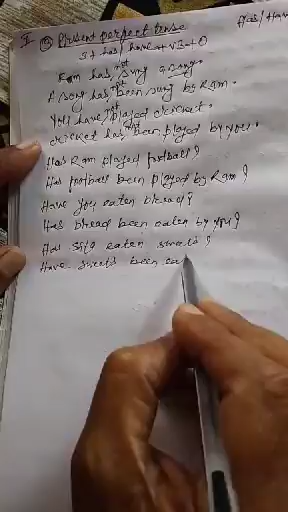 Present perfect tense Has/Have
S + has/have + v3 + O
Ram has not sung a song.
A song has not been sung by Ram.
You have not played cricket.
Cricket has not been played by you.
Has Ram played football?
Has football been played by Ram?
Have you eaten bread?
Has bread been eaten by you?
Has Sita eaten sweets?
Have sweets been eat